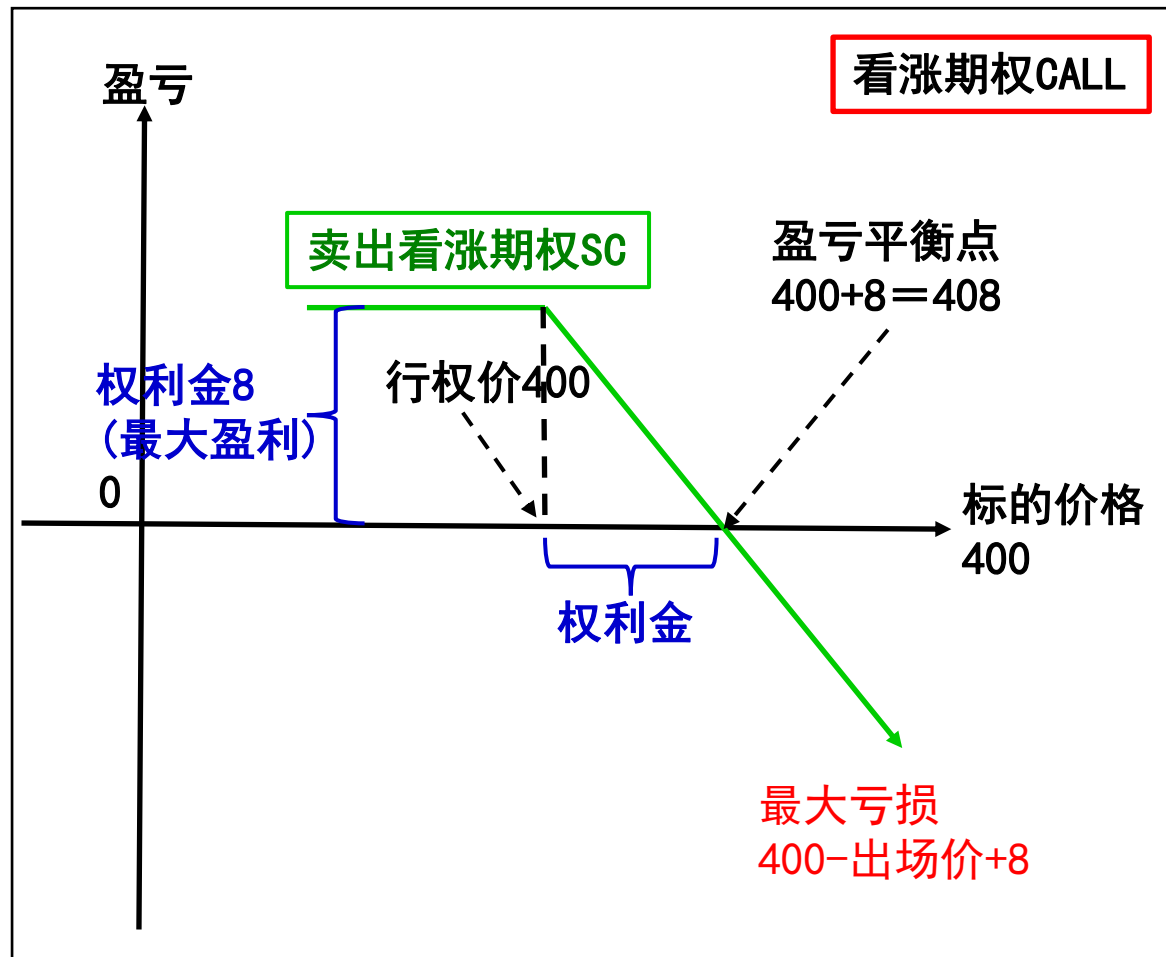 看涨期权CALL
盈亏
卖出看涨期权SC
盈亏平衡点
400+8＝408
行权价400
权利金8
(最大盈利)
0
标的价格
400
权利金
最大亏损
400-出场价+8